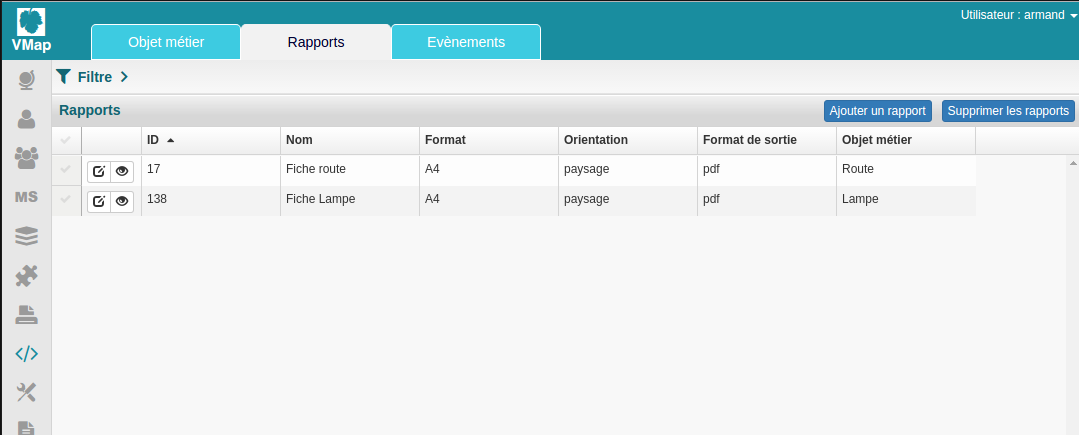 Utilisateur : armand
VMap
Objet métier Rapports Evènements
Filtre
Rapports Ajouter un rapport Supprimer les rapports
ID Nom Format Orientation Format de sortie Objet métier
17 Fiche route A4 paysage pdf Route
138 Fiche Lampe A4 paysage pdf Lampe
MS